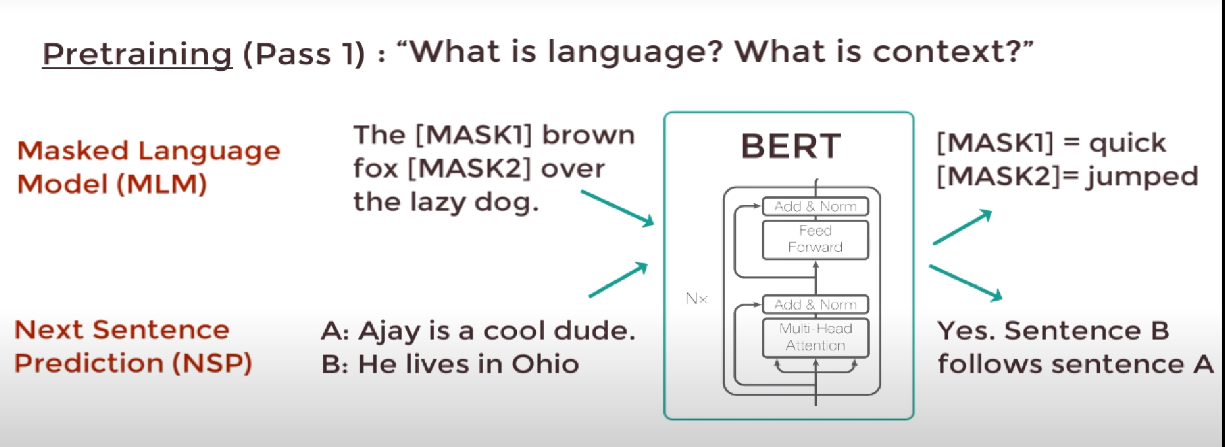 Pretraining (Pass 1) : “What is language? What is context?”
Masked Language
Model (MLM)
The [MASK1] brown
fox [MASK2] over
the lazy dog.
BERT
Add & Norm
Feed
Forward
Nx
Add & Norm
Multi-Head
Attention
[MASK1] = quick
[MASK2]= jumped
Next Sentence
Prediction (NSP)
A: Ajay is a cool dude.
B: He lives in Ohio
Yes. Sentence B
follows sentence A